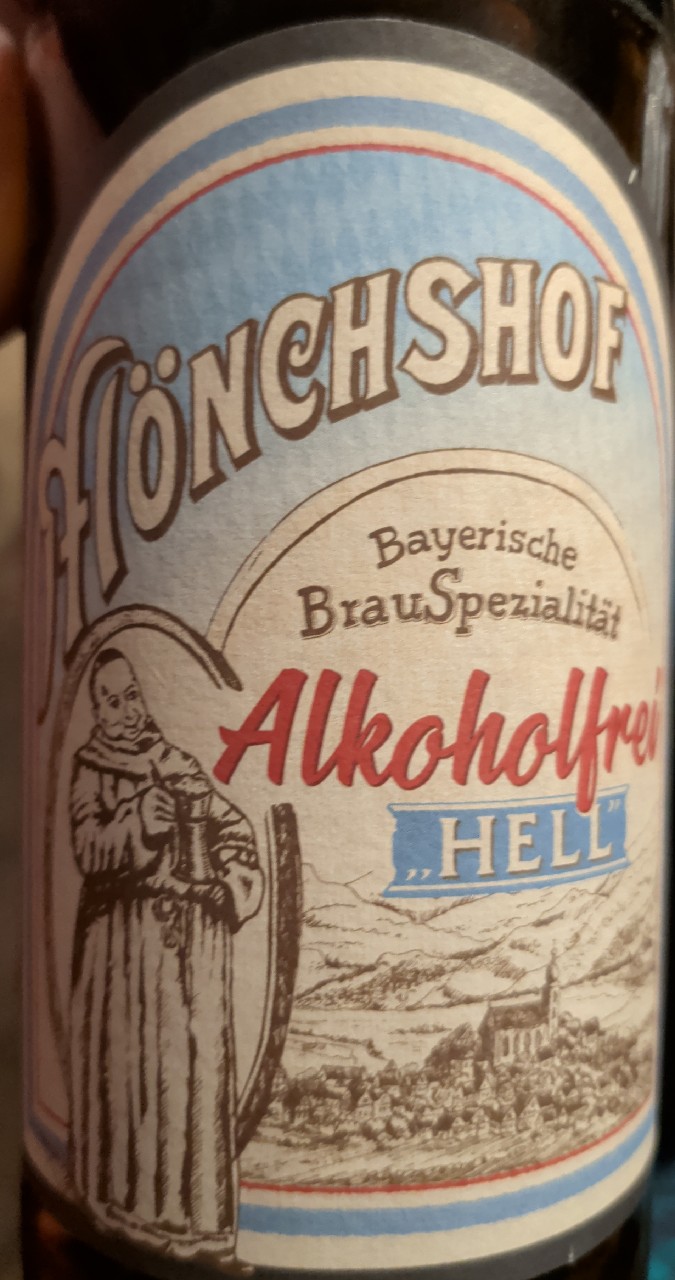 MÖNCHSHOF
Bayerische
BrauSpezialität
Alkoholfrei
„HELL"